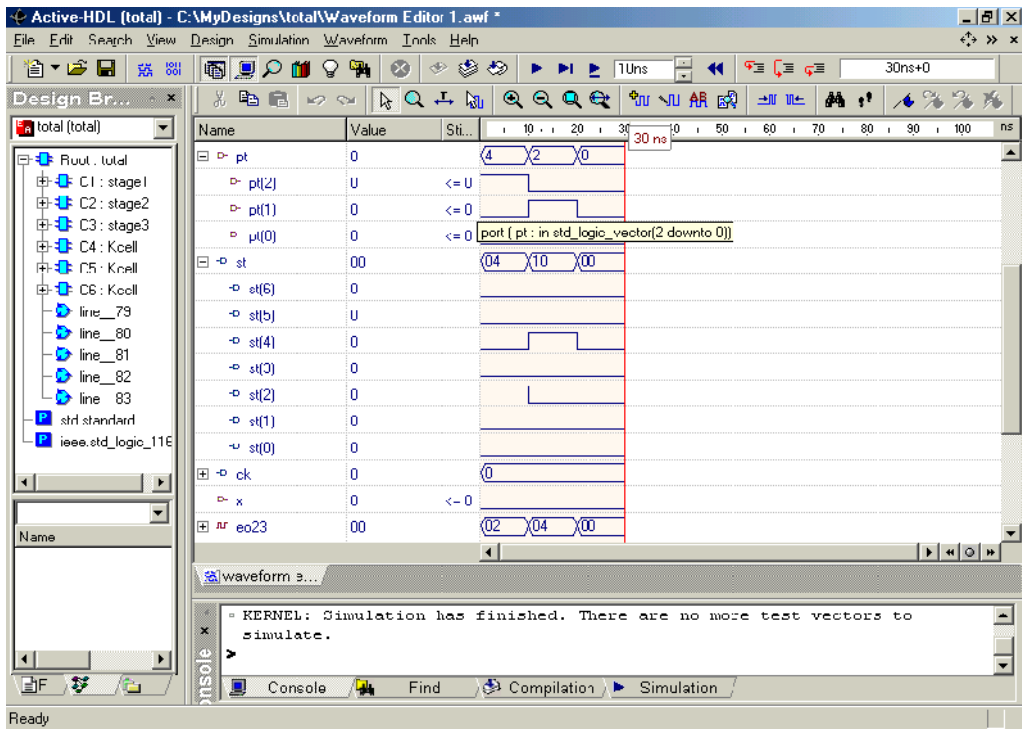 Active-HDL (total) - C:\MyDesigns\total\Waveform Editor 1.awf *
File Edit Search View Design Simulation Waveform Tools Help
30ns+0
Design Br...
total (total)
Name Value Sti... 10 20 30 50 60 70 80 90 100 ns
30 ns
Root : total
C1 : stage1
C2 : stage2
C3 : stage3
C4 : Kcell
C5 : Kcell
C6 : Kcell
line__79
line__80
line__81
line__82
line 83
std.standard
ieee.std_logic_116
Name
pt 0 4 2 0
pt(2) U <= U
pt(1) 0 <= 0
pt(0) 0 <= 0
port ( pt : in std_logic_vector(2 downto 0))
st 00 04 10 00
st(6) 0
st(5) U
st(4) 0
st(3) 0
st(2) 0
st(1) 0
st(0) 0
ck 0 0
x 0 <= 0
eo23 00 02 04 00
waveform e...
KERNEL: Simulation has finished. There are no more test vectors to
simulate.
>
Console Find Compilation Simulation
Ready